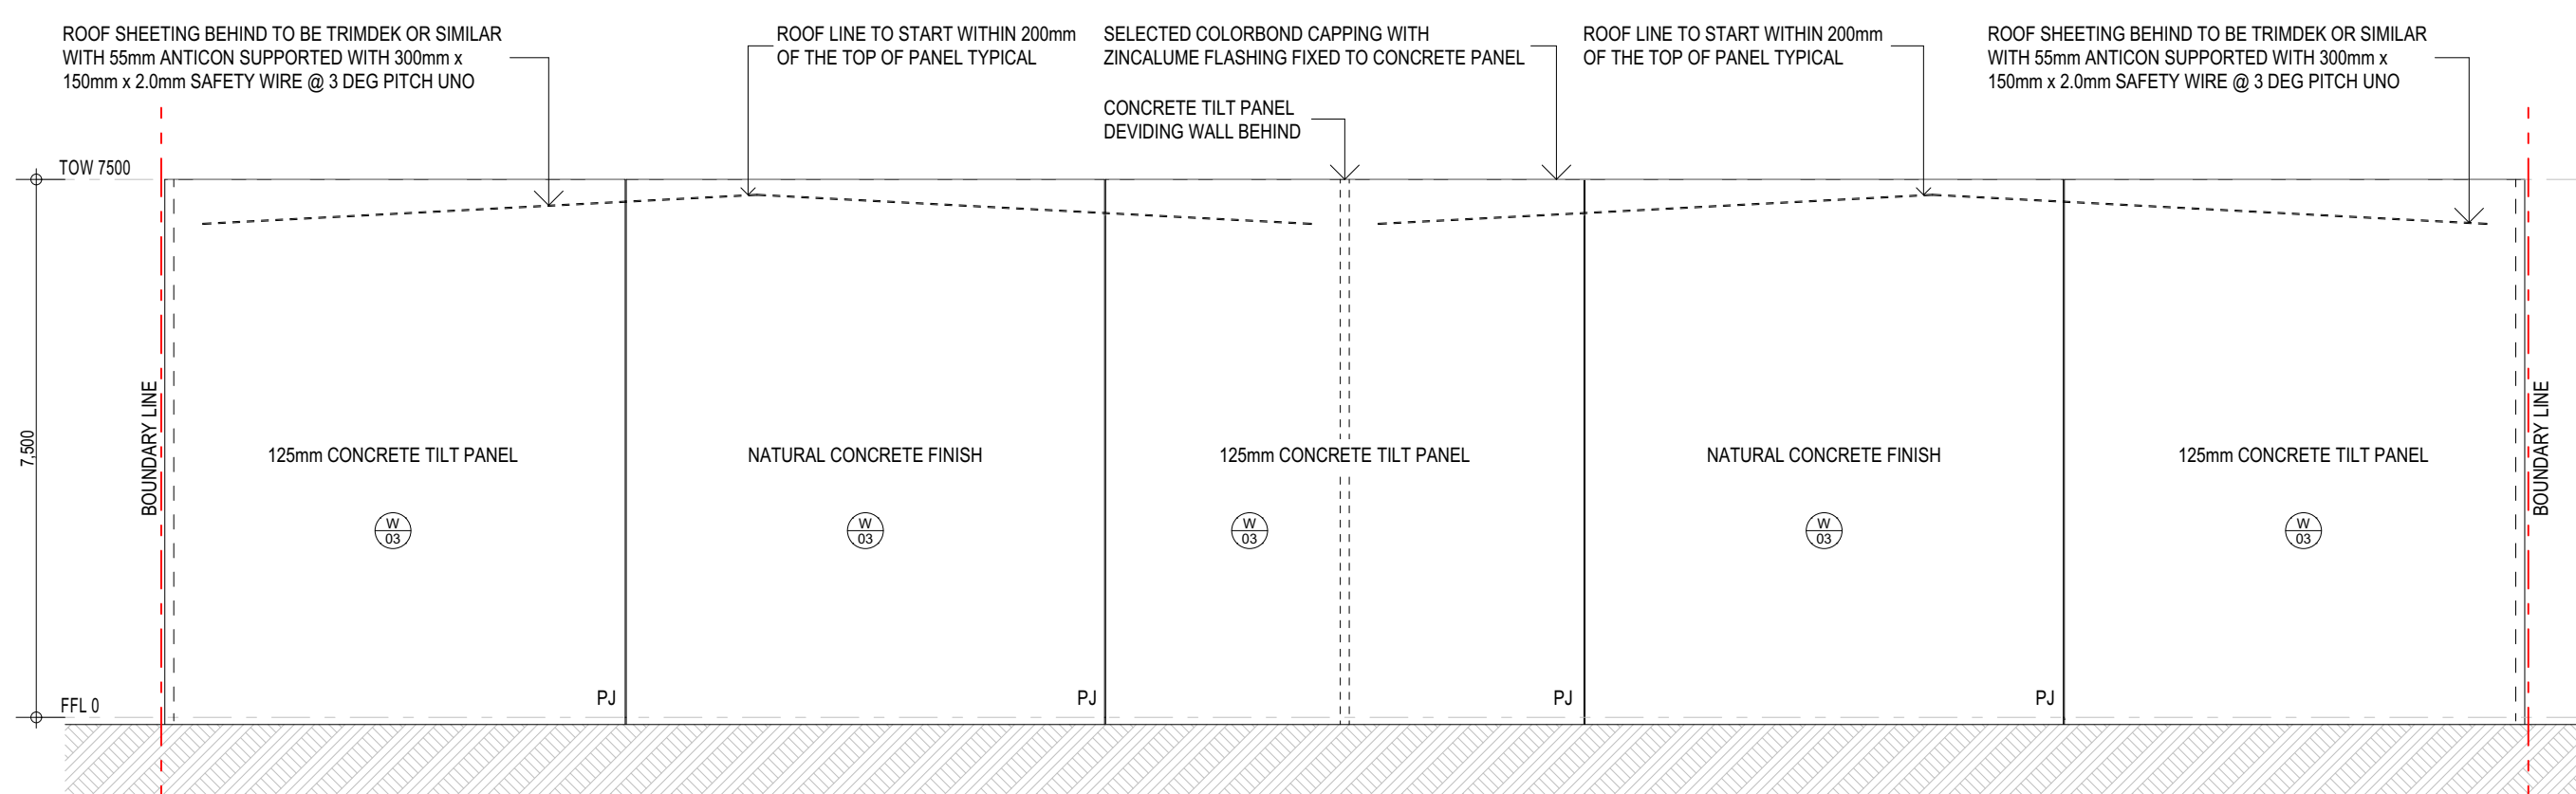 ROOF SHEETING BEHIND TO BE TRIMDEK OR SIMILAR
WITH 55mm ANTICON SUPPORTED WITH 300mm x
150mm x 2.0mm SAFETY WIRE @ 3 DEG PITCH UNO
ROOF LINE TO START WITHIN 200mm
OF THE TOP OF PANEL TYPICAL
SELECTED COLORBOND CAPPING WITH
ZINCALUME FLASHING FIXED TO CONCRETE PANEL
CONCRETE TILT PANEL
DEVIDING WALL BEHIND
ROOF LINE TO START WITHIN 200mm
OF THE TOP OF PANEL TYPICAL
ROOF SHEETING BEHIND TO BE TRIMDEK OR SIMILAR
WITH 55mm ANTICON SUPPORTED WITH 300mm x
150mm x 2.0mm SAFETY WIRE @ 3 DEG PITCH UNO
TOW 7500
7,500
BOUNDARY LINE
125mm CONCRETE TILT PANEL
NATURAL CONCRETE FINISH
125mm CONCRETE TILT PANEL
NATURAL CONCRETE FINISH
125mm CONCRETE TILT PANEL
BOUNDARY LINE
W
03
W
03
W
03
W
03
W
03
FFL 0
PJ
PJ
PJ
PJ